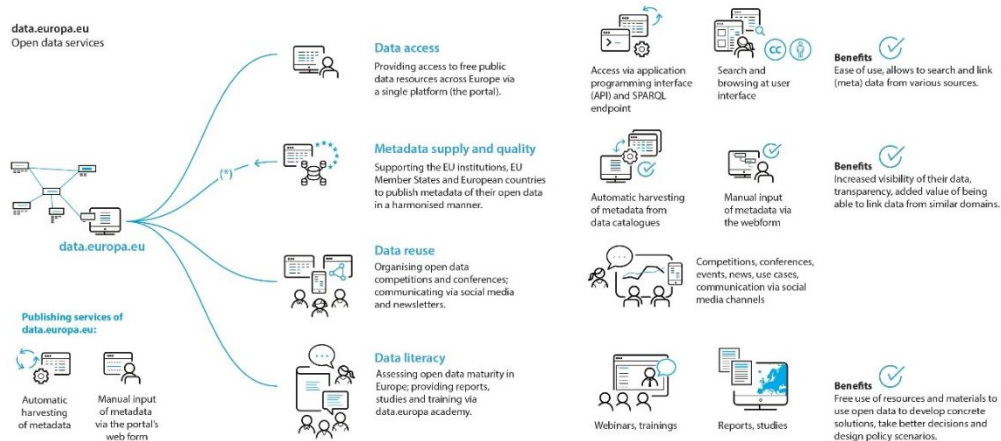 data.europa.eu
Open data services
Data access
Providing access to free public
data resources across Europe via
a single platform (the portal).
Access via application
programming interface
(API) and SPARQL
endpoint
Search and
browsing at user
interface
CC
Benefits
Ease of use, allows to search and link
(meta) data from various sources.
(*)
Metadata supply and quality
Supporting the EU institutions, EU
Member States and European countries
to publish metadata of their open data
in a harmonised manner.
Automatic harvesting
of metadata from
data catalogues
Manual input
of metadata via
the webform
Benefits
Increased visibility of their data,
transparency, added value of being
able to link data from similar domains.
data.europa.eu
Data reuse
Organising open data
competitions and conferences;
communicating via social media
and newsletters.
Competitions, conferences,
events, news, use cases,
communication via social
media channels
Publishing services of
data.europa.eu:
Automatic
harvesting
of metadata
Manual input
of metadata
via the portal's
web form
Data literacy
Assessing open data maturity in
Europe; providing reports,
studies and training via
data.europa academy.
Webinars, trainings
Reports, studies
Benefits
Free use of resources and materials to
use open data to develop concrete
solutions, take better decisions and
design policy scenarios.